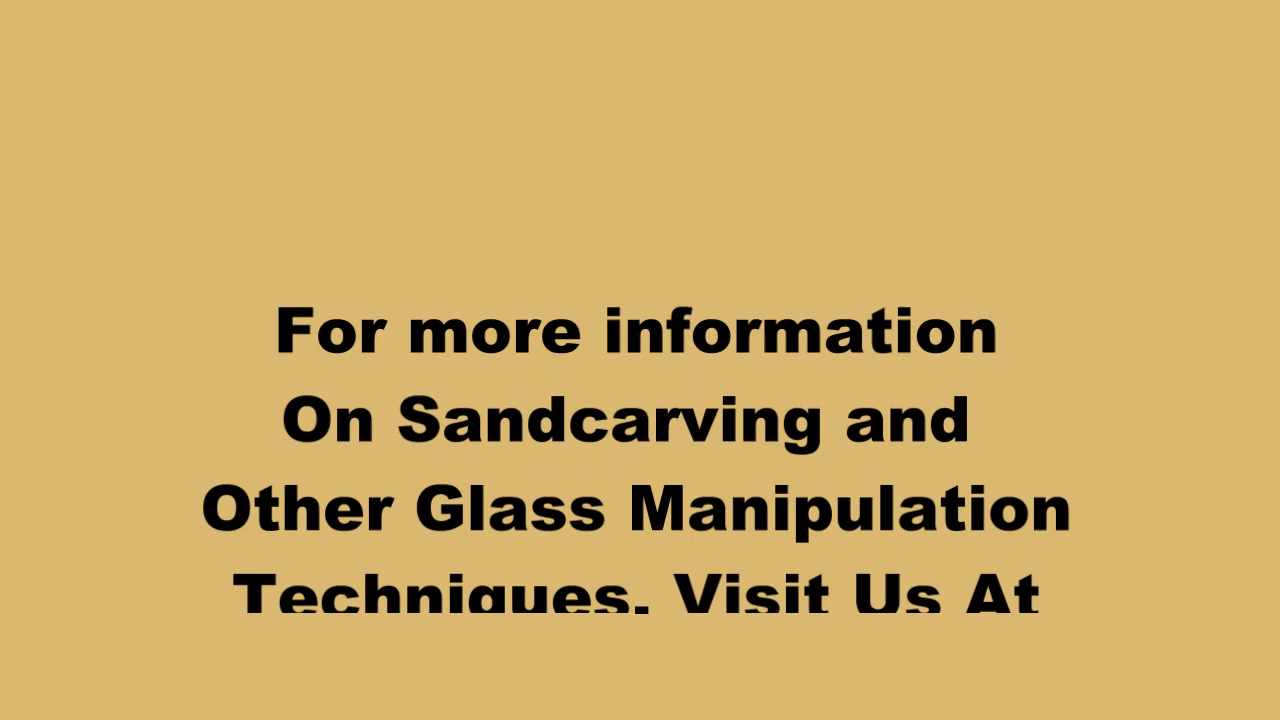 For more information
On Sandcarving and
Other Glass Manipulation
Techniques, Visit Us At